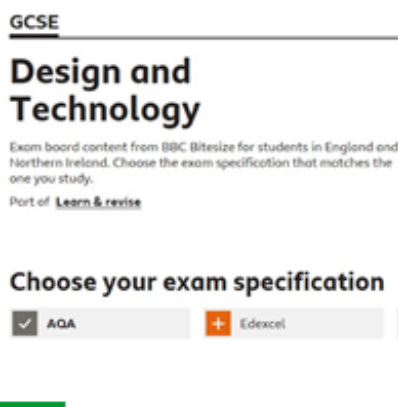 GCSE
Design and
Technology
Exam board content from BBC Bitesize for students in England and
Northern Ireland. Choose the exam specification that matches the
one you study.
Part of Learn & revise
Choose your exam specification
AQA
Edexcel